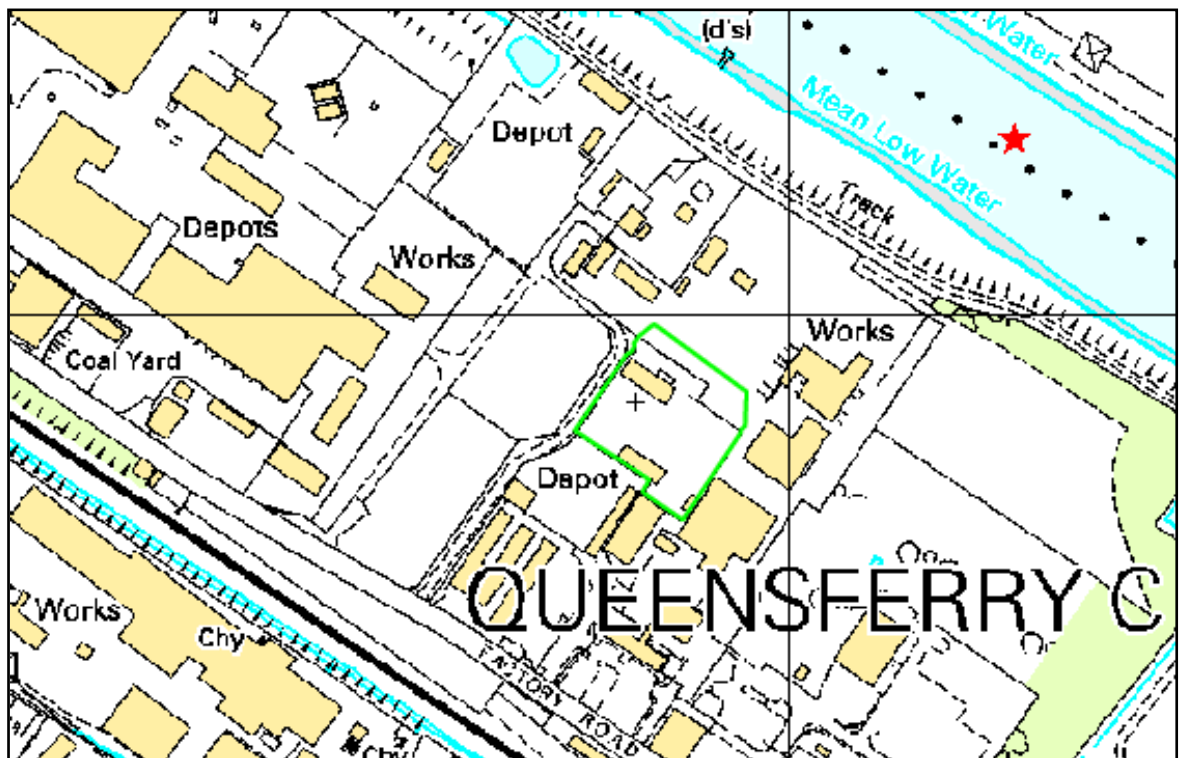 (d's)
Water
Mean Low Water
Depot
Track
Depots
Works
Works
Coal Yard
Depot
QUEENSFERRY C
Works
Chy
FACTORY ROAD
Chy